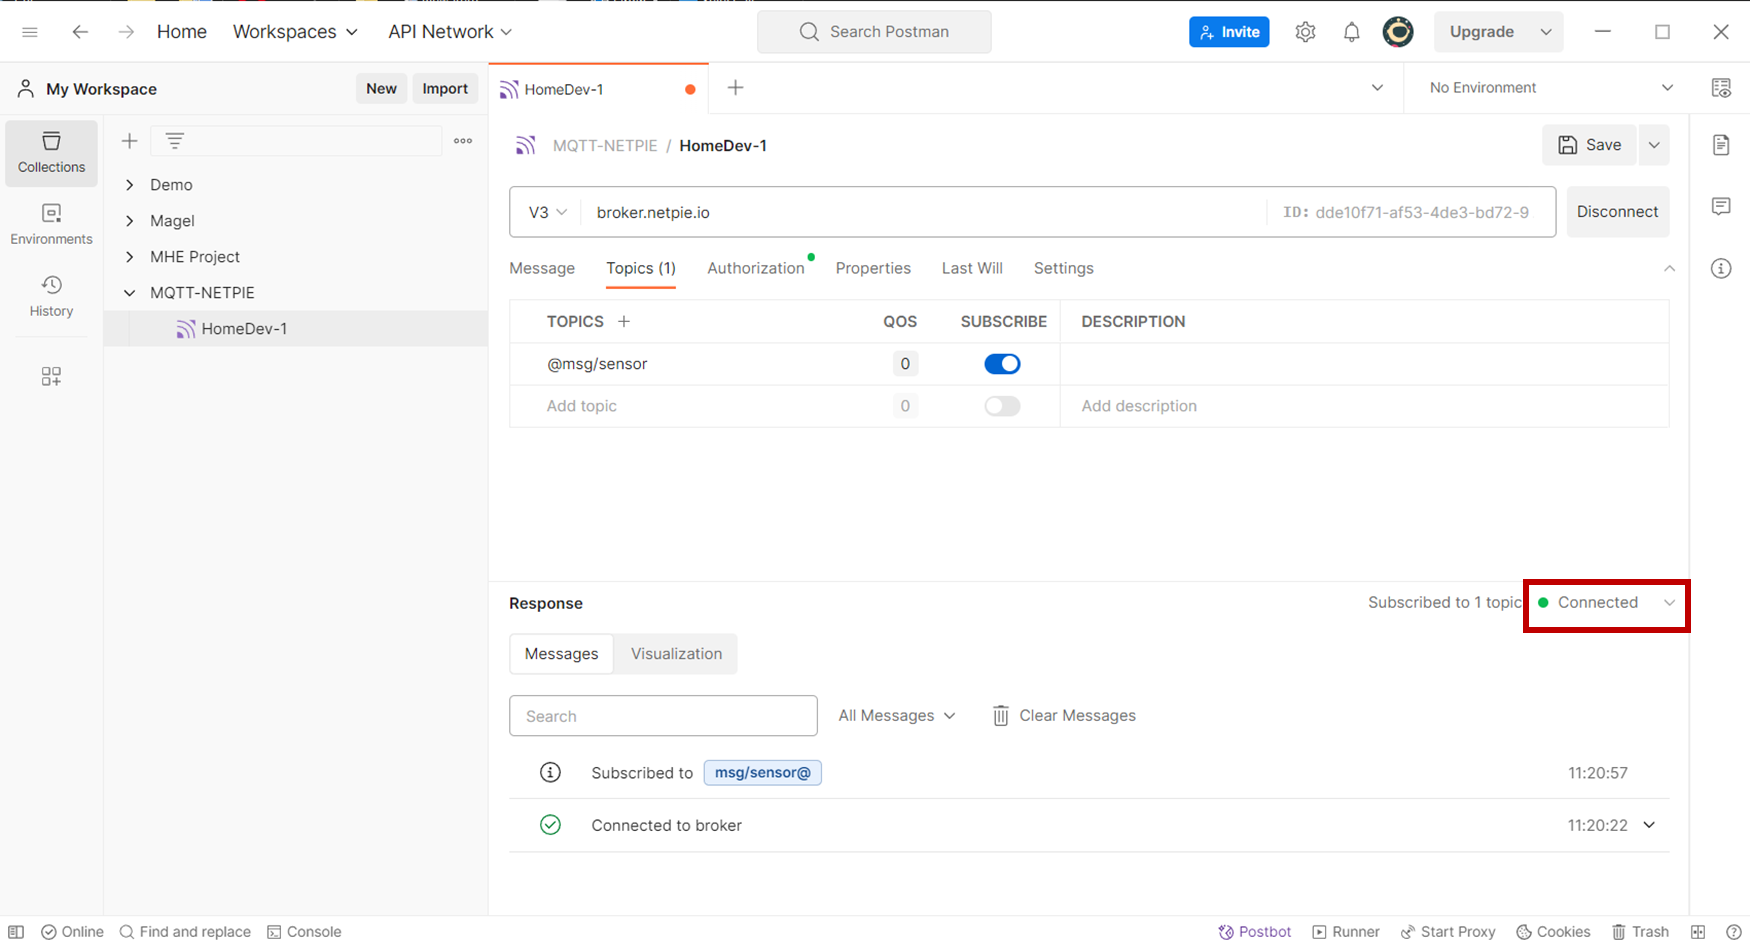 Home Workspaces API Network Search Postman Invite Upgrade
My Workspace New Import HomeDev-1 No Environment
Collections
Environments
History
Demo
Magel
MHE Project
MQTT-NETPIE
HomeDev-1
MQTT-NETPIE / HomeDev-1 Save
V3 broker.netpie.io ID: dde10f71-af53-4de3-bd72-9 Disconnect
Message Topics (1) Authorization Properties Last Will Settings
TOPICS QOS SUBSCRIBE DESCRIPTION
@msg/sensor 0
Add topic 0 Add description
Response Subscribed to 1 topic Connected
Messages Visualization
Search All Messages Clear Messages
Subscribed to msg/sensor@ 11:20:57
Connected to broker 11:20:22
Online Find and replace Console Postbot Runner Start Proxy Cookies Trash